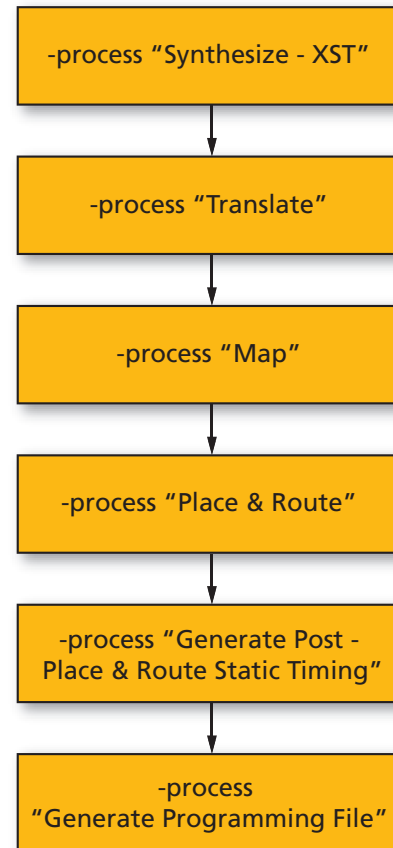 -process “Synthesize - XST”
-process “Translate”
-process “Map”
-process “Place & Route”
-process “Generate Post -
Place & Route Static Timing”
-process
“Generate Programming File”